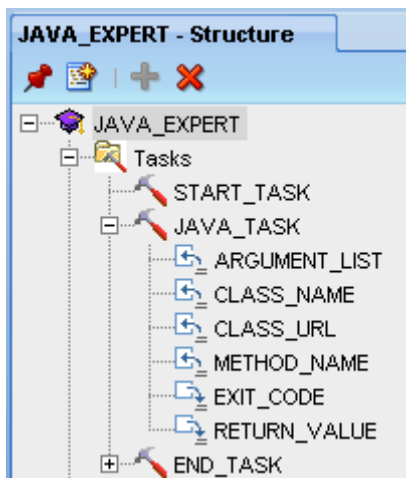 JAVA_EXPERT - Structure
JAVA_EXPERT
Tasks
START_TASK
JAVA_TASK
ARGUMENT_LIST
CLASS_NAME
CLASS_URL
METHOD_NAME
EXIT_CODE
RETURN_VALUE
END_TASK